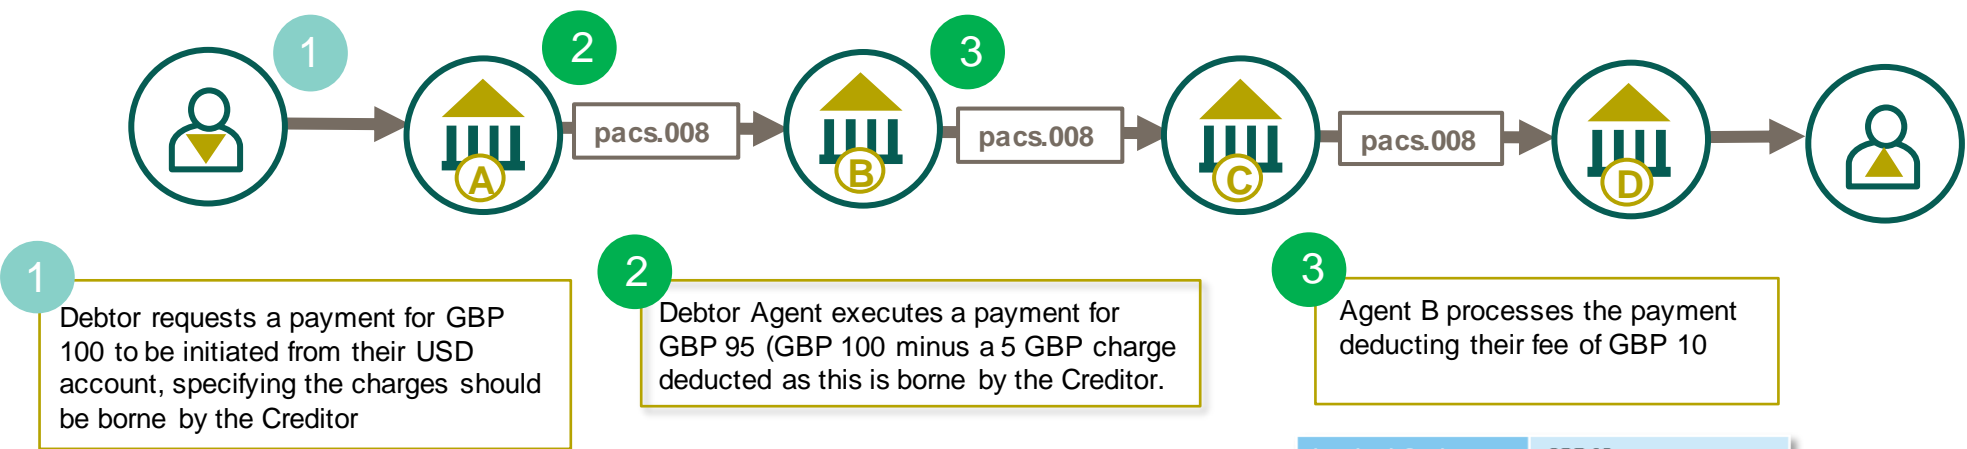 1
2
3
pacs.008
pacs.008
pacs.008
A
B
C
D
1
Debtor requests a payment for GBP
100 to be initiated from their USD
account, specifying the charges should
be borne by the Creditor
2
Debtor Agent executes a payment for
GBP 95 (GBP 100 minus a 5 GBP charge
deducted as this is borne by the Creditor.
3
Agent B processes the payment
deducting their fee of GBP 10